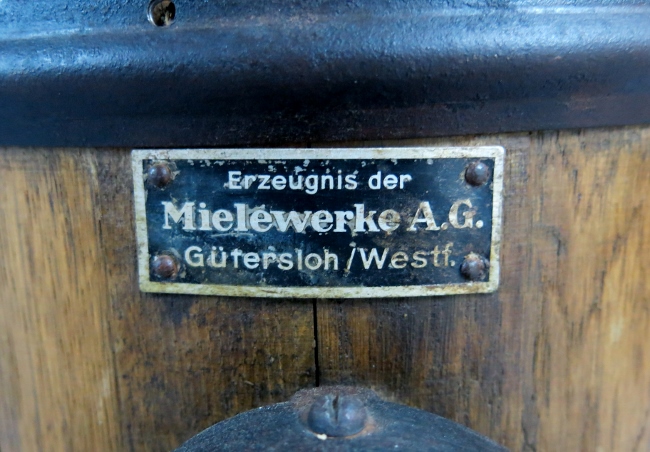 Erzeugnis der
Mielewerke A.G.
Gütersloh/Westf.